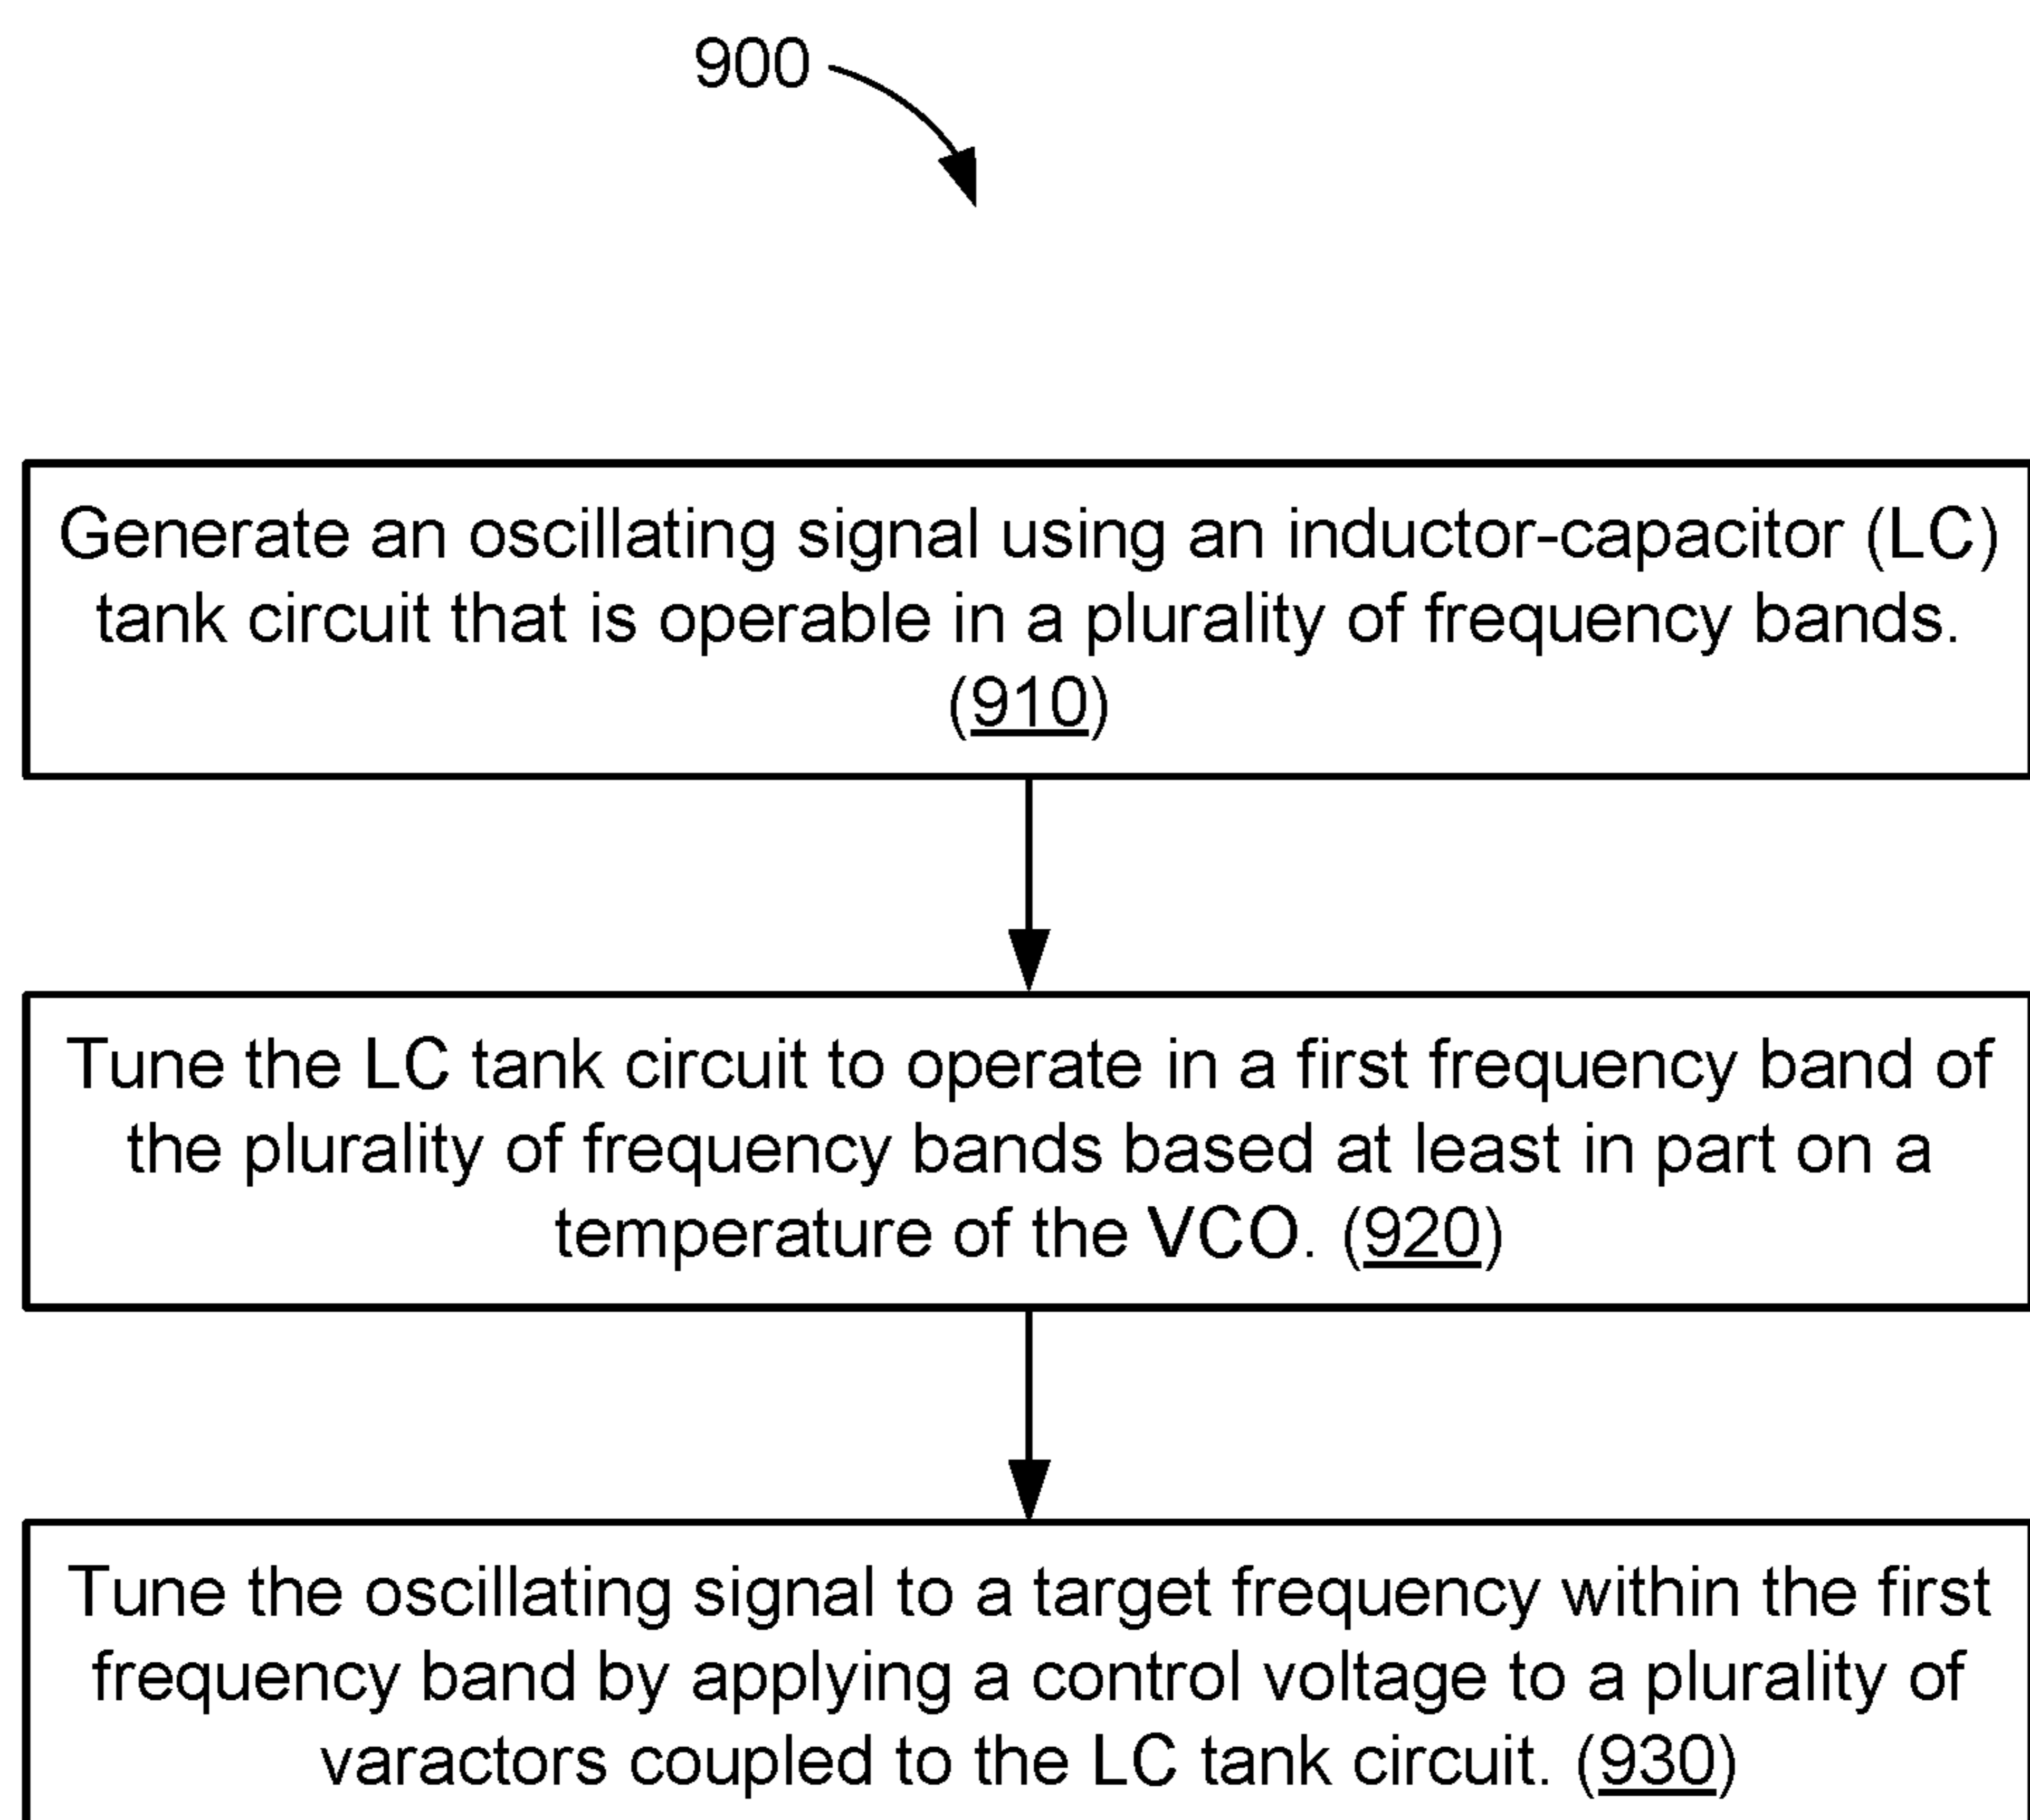 900
Generate an oscillating signal using an inductor-capacitor (LC)
tank circuit that is operable in a plurality of frequency bands.
(910)
Tune the LC tank circuit to operate in a first frequency band of
the plurality of frequency bands based at least in part on a
temperature of the VCO. (920)
Tune the oscillating signal to a target frequency within the first
frequency band by applying a control voltage to a plurality of
varactors coupled to the LC tank circuit. (930)